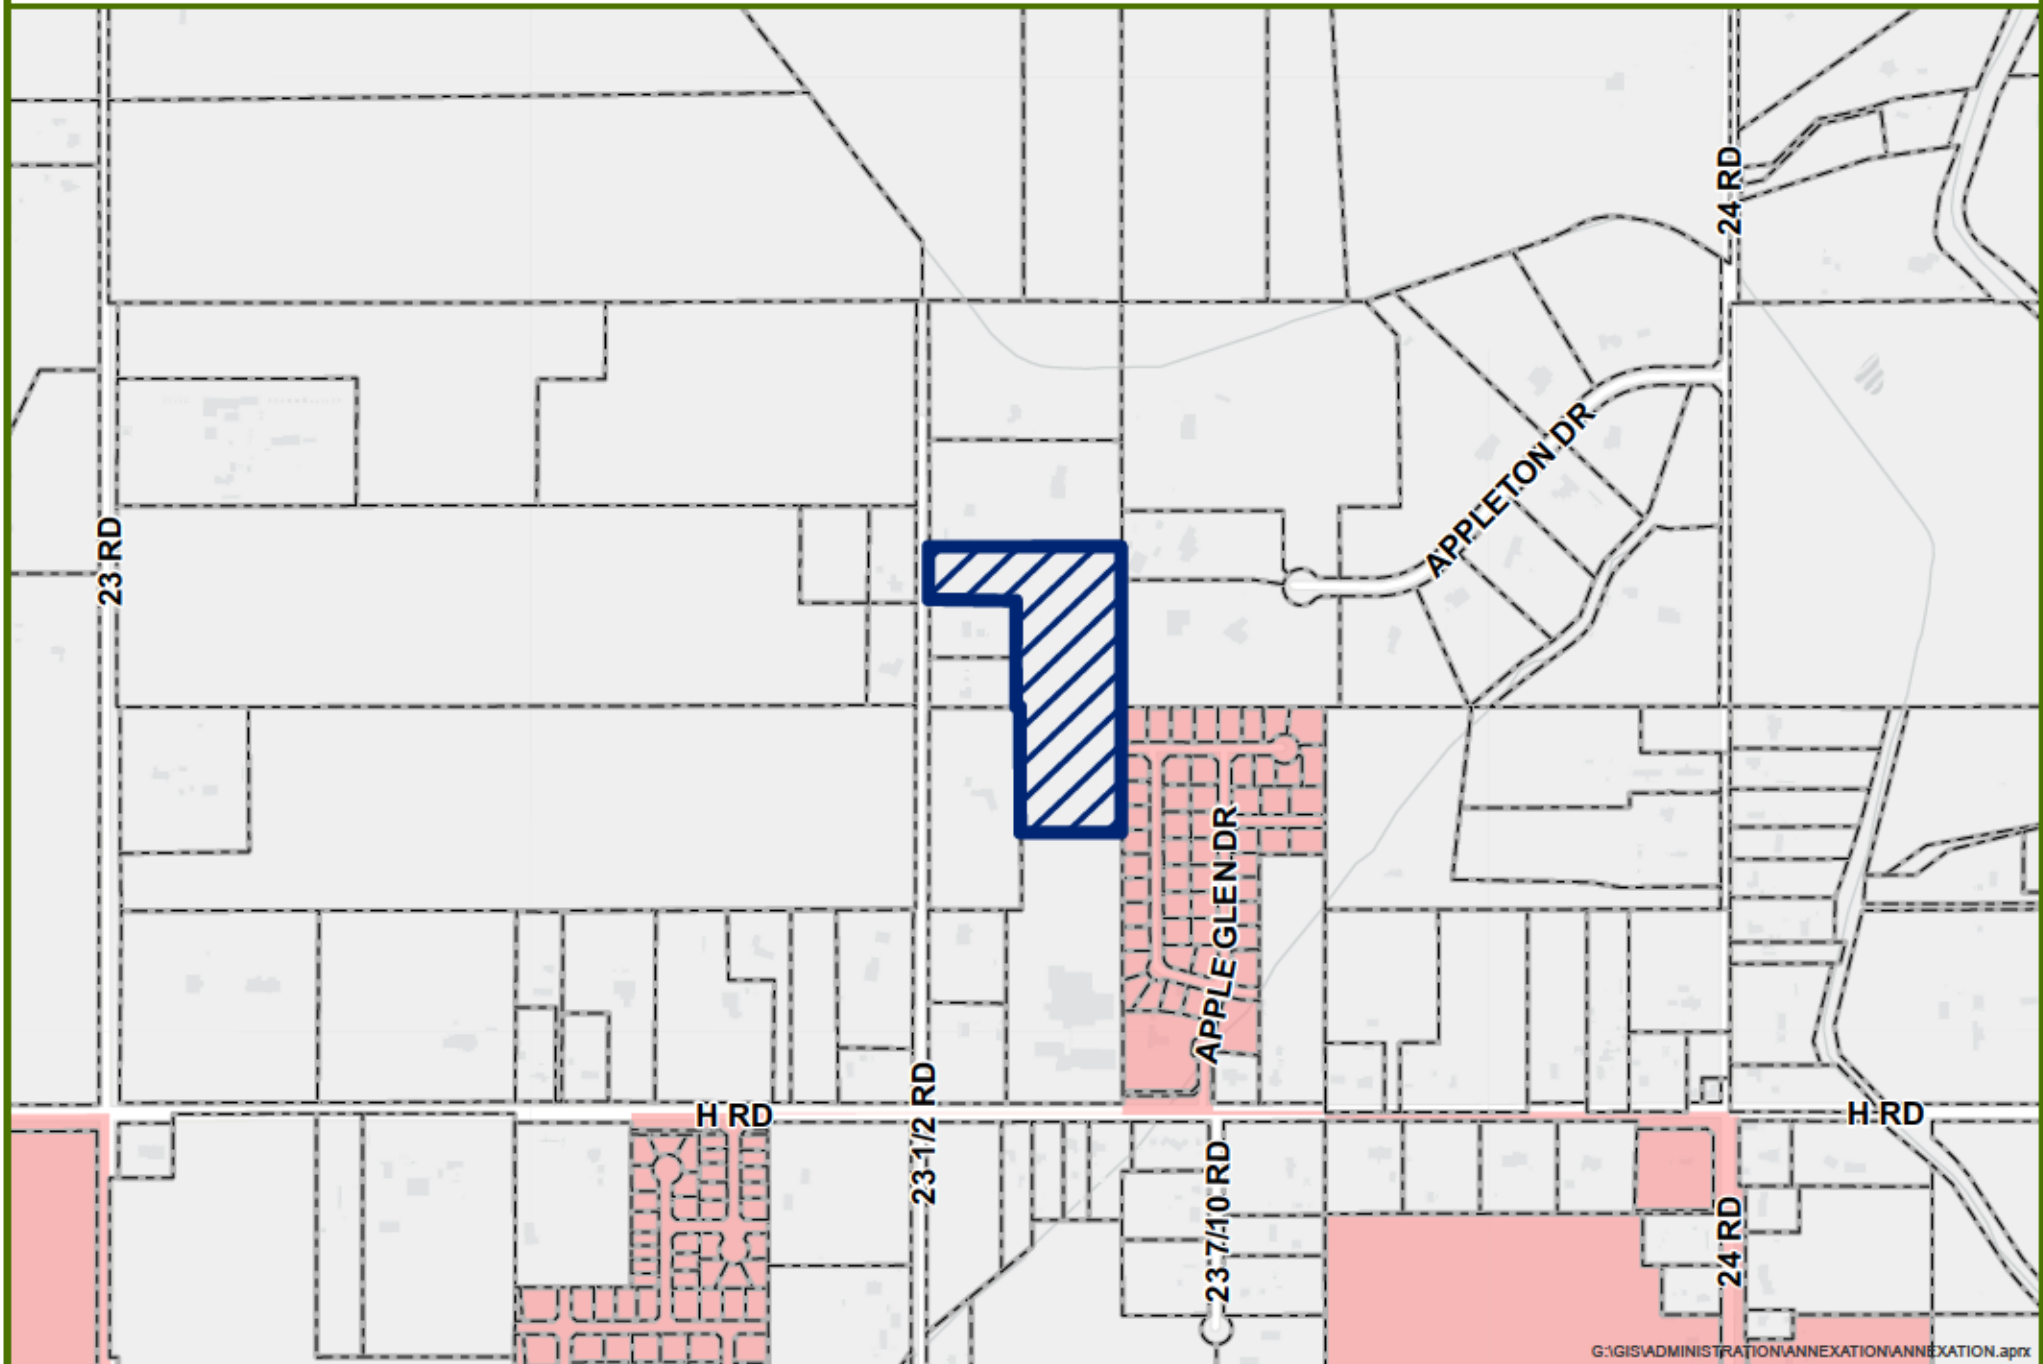 24 RD
APPLETON DR
23 RD
APPLE GLEN DR
H RD
23-1/2 RD
H RD
23 7/10 RD
24 RD
G:\GIS\ADMINISTRATION\ANNEXATION\ANNEXATION.aprx